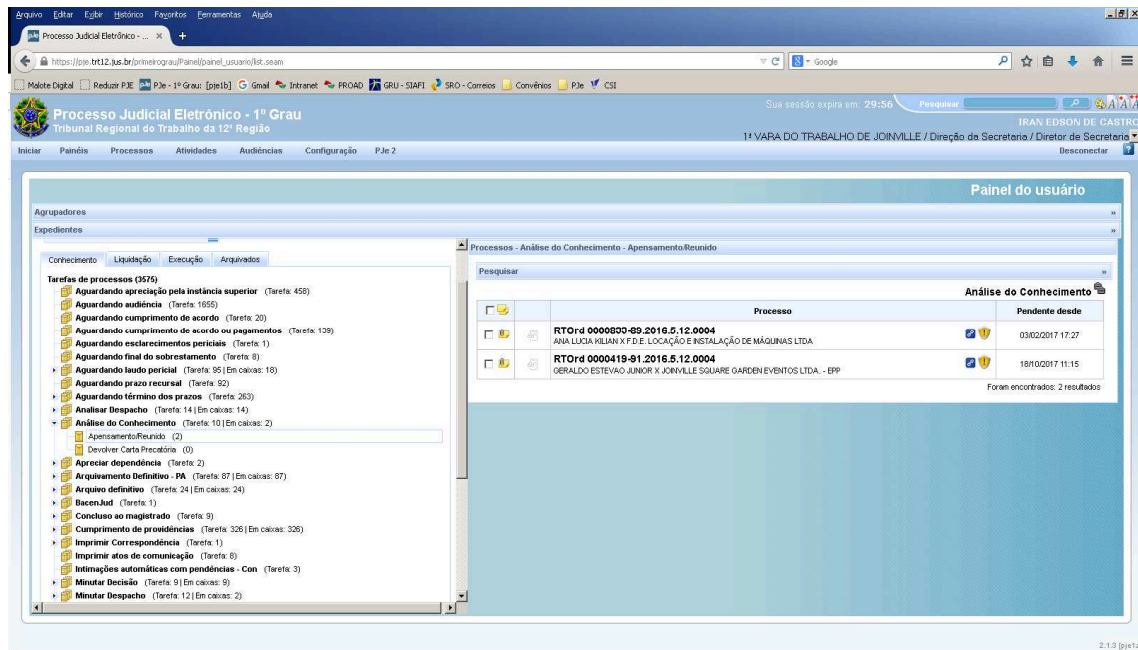 Arquivo Editar Exibir Histórico Favoritos Ferramentas Ajuda
Processo Judicial Eletrônico - ... × +
https://pje.trt12.jus.br/primeirograu/Painel/painel_usuario/list.seam Google
Malote Digital Reduzir PJE PJe - 1º Grau: [pje1b] Gmail Intranet PROAD GRU - SIAFI SRO - Correios Convênios PJe CSI
Processo Judicial Eletrônico - 1º Grau
Tribunal Regional do Trabalho da 12ª Região
Sua sessão expira em: 29:56 Pesquisar
IRAN EDSON DE CASTRO
1ª VARA DO TRABALHO DE JOINVILLE / Direção da Secretaria / Diretor de Secretaria
Iniciar Painéis Processos Atividades Audiências Configuração PJe 2 Desconectar
Painel do usuário
Agrupadores
Expedientes
Conhecimento Liquidação Execução Arquivados
Tarefas de processos (3575)
Aguardando apreciação pela instância superior (Tarefa: 458)
Aguardando audiência (Tarefa: 1655)
Aguardando cumprimento de acordo (Tarefa: 20)
Aguardando cumprimento de acordo ou pagamentos (Tarefa: 139)
Aguardando esclarecimentos periciais (Tarefa: 1)
Aguardando final do sobrestamento (Tarefa: 8)
Aguardando laudo pericial (Tarefa: 95 | Em caixas: 18)
Aguardando prazo recursal (Tarefa: 92)
Aguardando término dos prazos (Tarefa: 263)
Analisar Despacho (Tarefa: 14 | Em caixas: 14)
Análise do Conhecimento (Tarefa: 10 | Em caixas: 2)
Apensamento/Reunido (2)
Devolver Carta Precatória (0)
Apreciar dependência (Tarefa: 2)
Arquivamento Definitivo - PA (Tarefa: 87 | Em caixas: 87)
Arquivo definitivo (Tarefa: 24 | Em caixas: 24)
BacenJud (Tarefa: 1)
Concluso ao magistrado (Tarefa: 9)
Cumprimento de providências (Tarefa: 326 | Em caixas: 326)
Imprimir Correspondência (Tarefa: 1)
Imprimir atos de comunicação (Tarefa: 8)
Intimações automáticas com pendências - Con (Tarefa: 3)
Minutar Decisão (Tarefa: 9 | Em caixas: 9)
Minutar Despacho (Tarefa: 12 | Em caixas: 2)
Processos - Análise do Conhecimento - Apensamento/Reunido
Pesquisar
Análise do Conhecimento
Processo Pendente desde
RTOrd 0000833-89.2016.5.12.0004
ANA LUCIA KILIAN X F.D.E. LOCAÇÃO E INSTALAÇÃO DE MÁQUINAS LTDA
03/02/2017 17:27
RTOrd 0000419-91.2016.5.12.0004
GERALDO ESTEVAO JUNIOR X JOINVILLE SQUARE GARDEN EVENTOS LTDA. - EPP
18/10/2017 11:15
Foram encontrados: 2 resultados